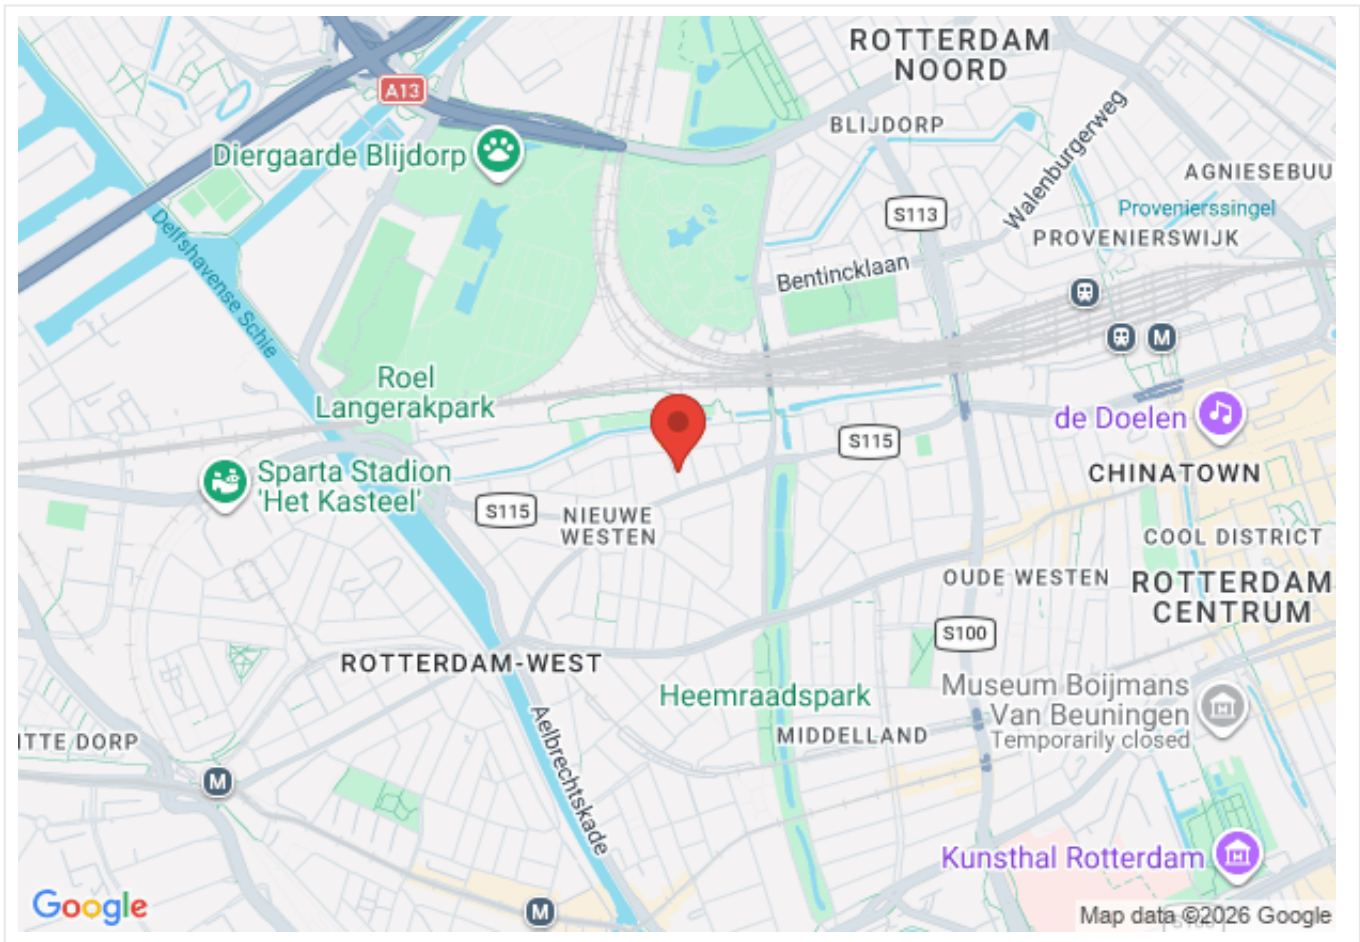 ROTTERDAM
NOORD
A13
BLIJDORP
Walenburgerweg
Diergaarde Blijdorp
AGNIESEBUU
S113
Provenierssingel
PROVENIERSWIJK
Delfshavense Schie
Bentincklaan
M
Roel
Langerakpark
de Doelen
S115
Sparta Stadion
'Het Kasteel'
CHINATOWN
S115
NIEUWE
WESTEN
COOL DISTRICT
OUDE WESTEN
ROTTERDAM
CENTRUM
S100
ROTTERDAM-WEST
Heemraadspark
Museum Boijmans
Van Beuningen
Temporarily closed
MIDDELLAND
ITTE DORP
Aelbrechtskade
M
Kunsthal Rotterdam
Google
M
Map data ©2026 Google